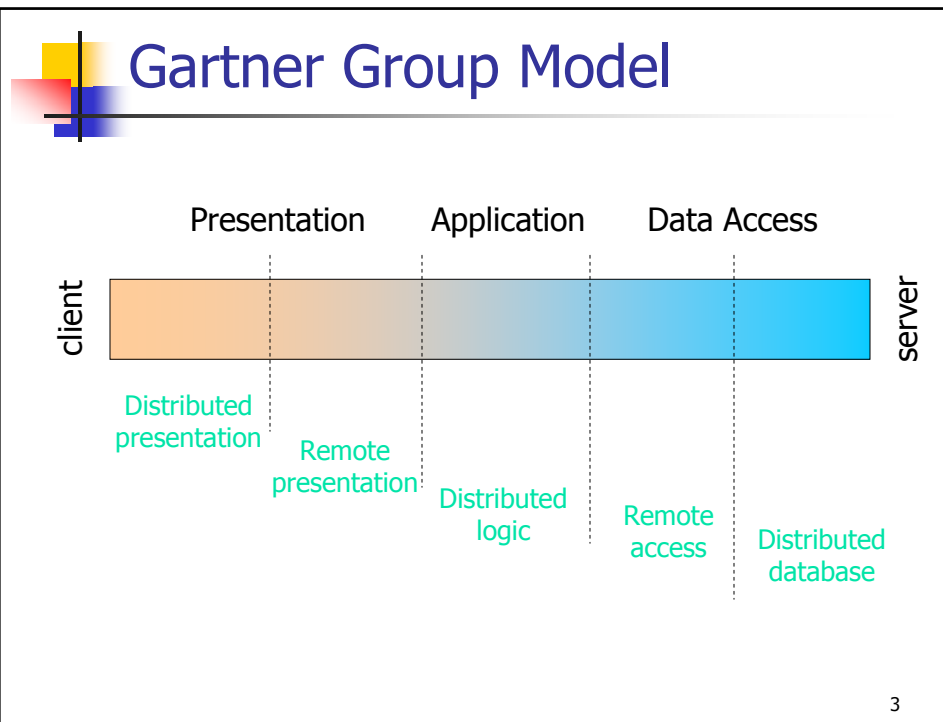 Gartner Group Model
Presentation
Application
Data Access
client
server
Distributed
presentation
Remote
presentation
Distributed
logic
Remote
access
Distributed
database
3